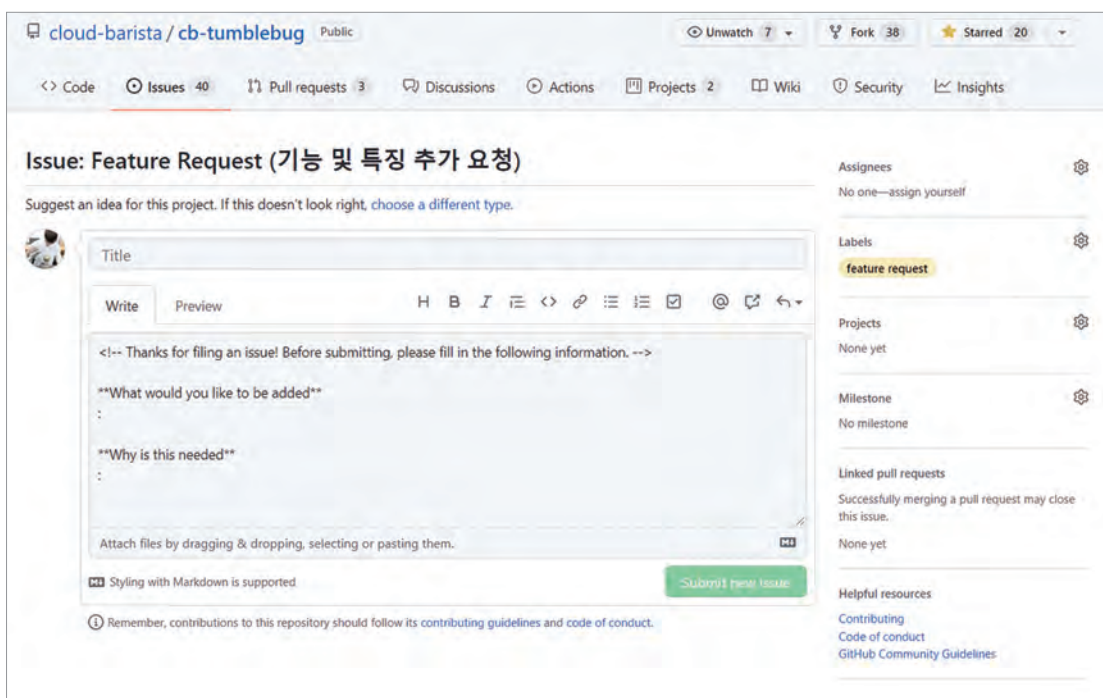 cloud-barista / cb-tumblebug Public
Unwatch 7
Fork 38
Starred 20
<> Code
Issues 40
Pull requests 3
Discussions
Actions
Projects 2
Wiki
Security
Insights
Issue: Feature Request (기능 및 특징 추가 요청)
Suggest an idea for this project. If this doesn't look right, choose a different type.
Title
Write
Preview
<!-- Thanks for filing an issue! Before submitting, please fill in the following information. -->
**What would you like to be added**
:
**Why is this needed**
:
Attach files by dragging & dropping, selecting or pasting them.
Styling with Markdown is supported
Submit new issue
Remember, contributions to this repository should follow its contributing guidelines and code of conduct.
Assignees
No one—assign yourself
Labels
feature request
Projects
None yet
Milestone
No milestone
Linked pull requests
Successfully merging a pull request may close
this issue.
None yet
Helpful resources
Contributing
Code of conduct
GitHub Community Guidelines